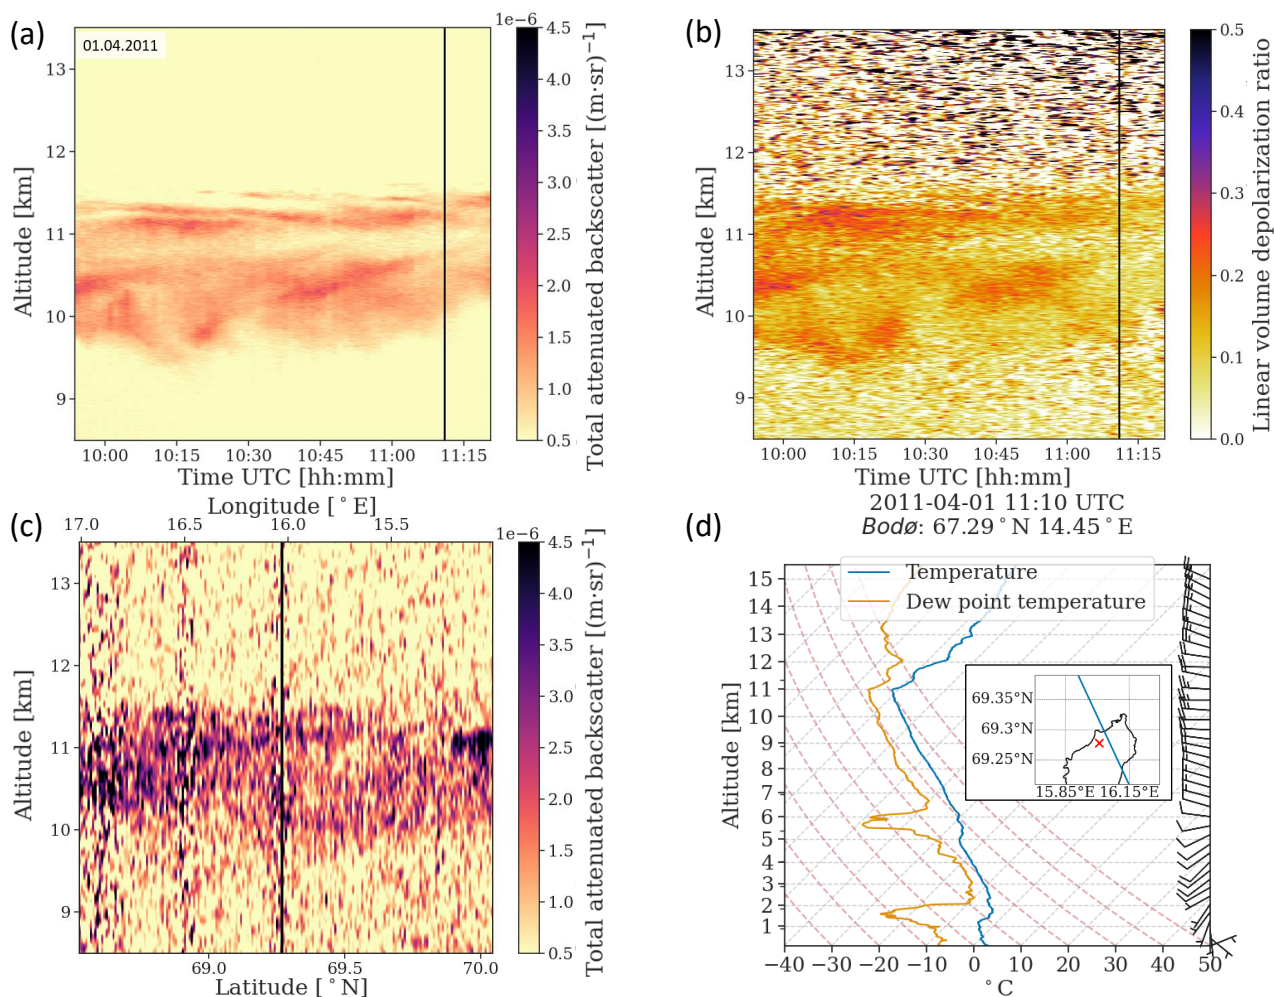 (a)
1e−6
01.04.2011
13
12
11
10
9
Altitude [km]
10:00 10:15 10:30 10:45 11:00 11:15
Time UTC [hh:mm]
4.5
4.0
3.5
3.0
2.5
2.0
1.5
1.0
0.5
Total attenuated backscatter [(m·sr)⁻¹]
(b)
13
12
11
10
9
Altitude [km]
10:00 10:15 10:30 10:45 11:00 11:15
Time UTC [hh:mm]
0.5
0.4
0.3
0.2
0.1
0.0
Linear volume depolarization ratio
(c)
Longitude [°E]
17.0 16.5 16.0 15.5
1e−6
13
12
11
10
9
Altitude [km]
69.0 69.5 70.0
Latitude [°N]
4.5
4.0
3.5
3.0
2.5
2.0
1.5
1.0
0.5
Total attenuated backscatter [(m·sr)⁻¹]
(d)
2011-04-01 11:10 UTC
Bodø: 67.29°N 14.45°E
Temperature
Dew point temperature
15
14
13
12
11
10
9
8
7
6
5
4
3
2
1
Altitude [km]
69.35°N
69.3°N
69.25°N
15.85°E 16.15°E
−40 −30 −20 −10 0 10 20 30 40 50
°C